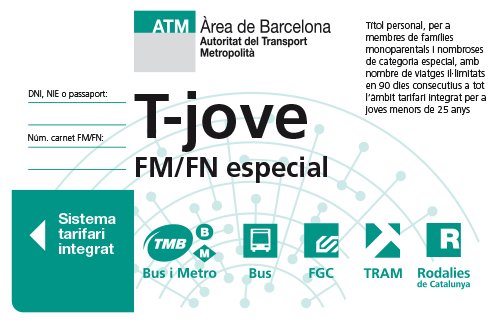 ATM
Àrea de Barcelona
Autoritat del Transport
Metropolità
Títol personal, per a
membres de famílies
monoparentals i nombroses
de categoria especial, amb
nombre de viatges il·limitats
en 90 dies consecutius a tot
l'àmbit tarifari integrat per a
joves menors de 25 anys
DNI, NIE o passaport:
Núm. carnet FM/FN:
T-jove
FM/FN especial
Sistema
tarifari
integrat
TMB
B
M
Bus i Metro
Bus
FGC
TRAM
R
Rodalies
de Catalunya